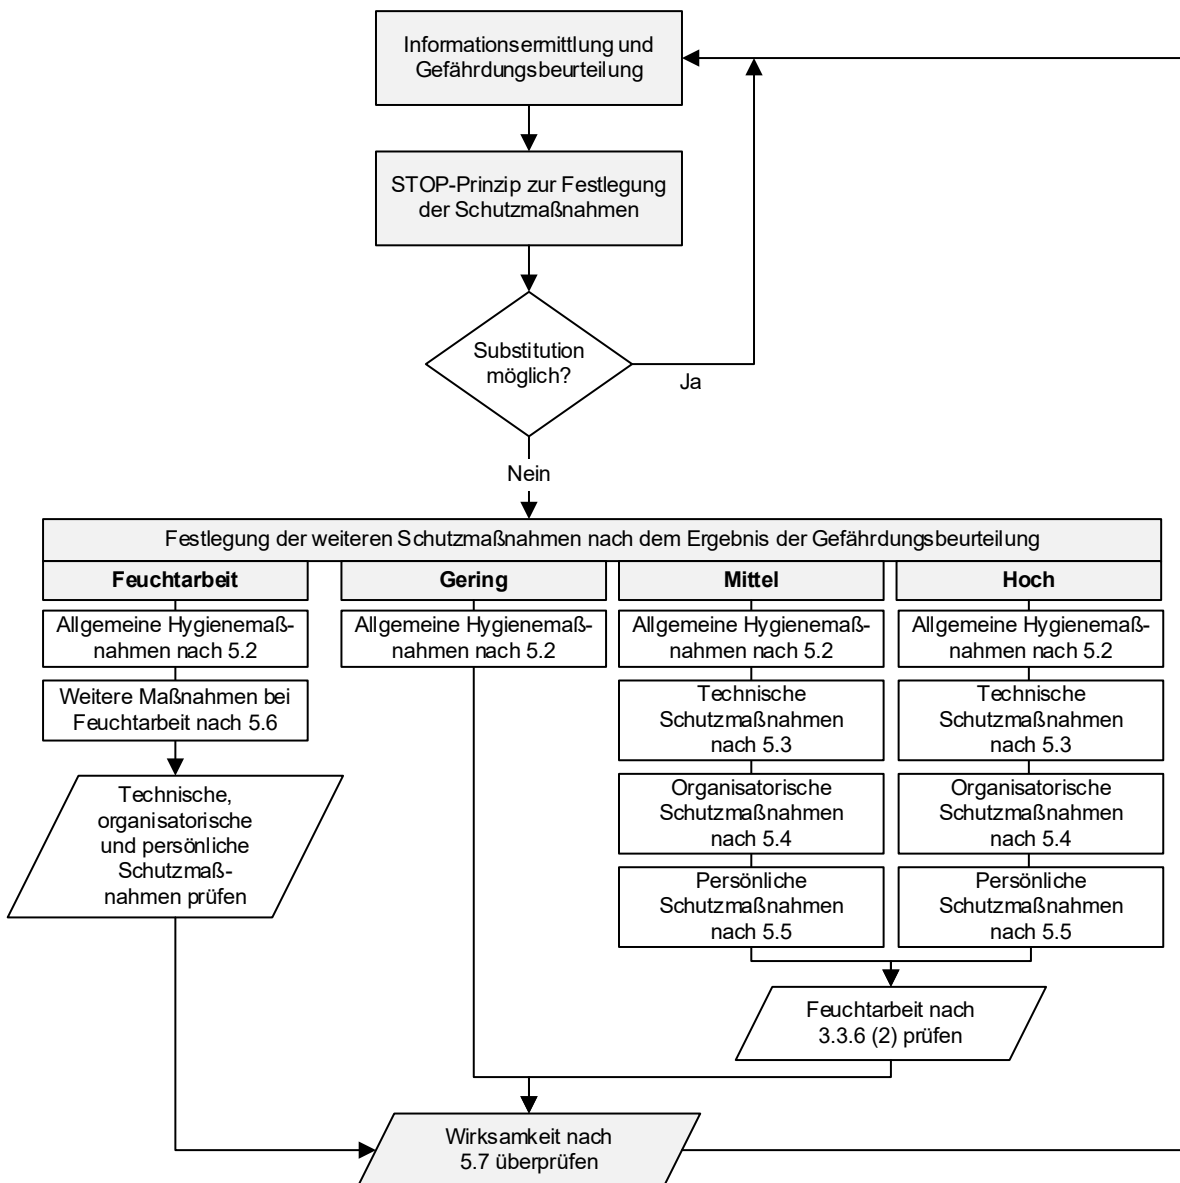 Informationsermittlung und
Gefährdungsbeurteilung
STOP-Prinzip zur Festlegung
der Schutzmaßnahmen
Substitution
möglich?
Ja
Nein
Festlegung der weiteren Schutzmaßnahmen nach dem Ergebnis der Gefährdungsbeurteilung
Feuchtarbeit
Allgemeine Hygienemaß-
nahmen nach 5.2
Weitere Maßnahmen bei
Feuchtarbeit nach 5.6
Technische,
organisatorische
und persönliche
Schutzmaß-
nahmen prüfen
Gering
Allgemeine Hygienemaß-
nahmen nach 5.2
Mittel
Allgemeine Hygienemaß-
nahmen nach 5.2
Technische
Schutzmaßnahmen
nach 5.3
Organisatorische
Schutzmaßnahmen
nach 5.4
Persönliche
Schutzmaßnahmen
nach 5.5
Hoch
Allgemeine Hygienemaß-
nahmen nach 5.2
Technische
Schutzmaßnahmen
nach 5.3
Organisatorische
Schutzmaßnahmen
nach 5.4
Persönliche
Schutzmaßnahmen
nach 5.5
Feuchtarbeit nach
3.3.6 (2) prüfen
Wirksamkeit nach
5.7 überprüfen